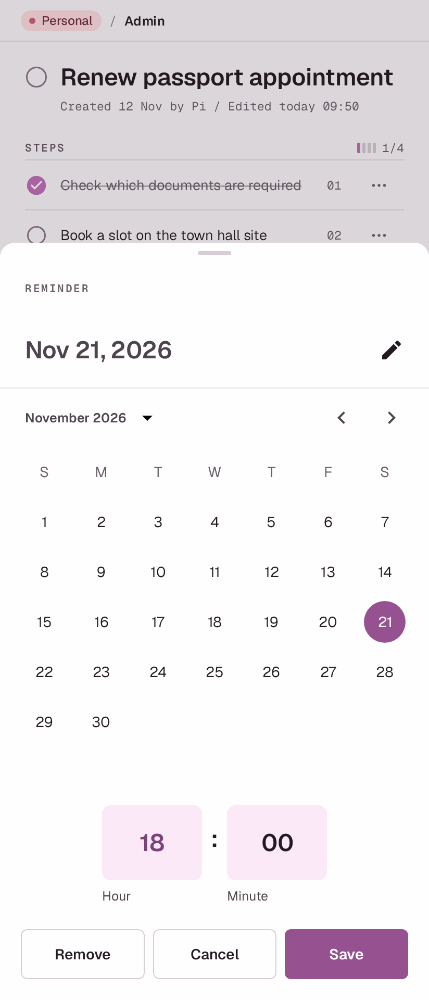 Personal / Admin
Renew passport appointment
Created 12 Nov by Pi / Edited today 09:50
STEPS 1/4
Check which documents are required 01
Book a slot on the town hall site 02
REMINDER
Nov 21, 2026
November 2026
S M T W T F S
1 2 3 4 5 6 7
8 9 10 11 12 13 14
15 16 17 18 19 20 21
22 23 24 25 26 27 28
29 30
18 : 00
Hour Minute
Remove Cancel Save